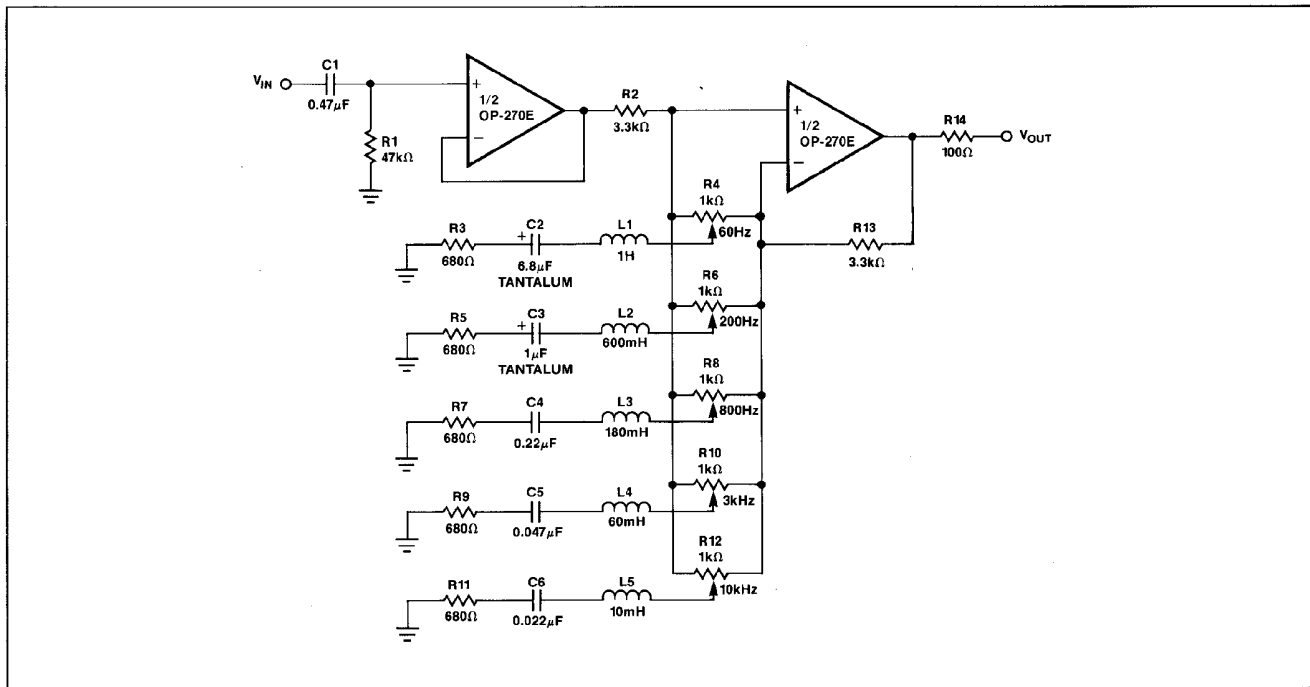 C1
V_IN
0.47µF
R1
47kΩ
+
1/2
OP-270E
−
R2
3.3kΩ
+
1/2
OP-270E
−
R14
100Ω
V_OUT
R4
1kΩ
60Hz
R3
680Ω
+
C2
6.8µF
TANTALUM
L1
1H
R13
3.3kΩ
R6
1kΩ
200Hz
R5
680Ω
+
C3
1µF
TANTALUM
L2
600mH
R8
1kΩ
800Hz
R7
680Ω
C4
0.22µF
L3
180mH
R10
1kΩ
3kHz
R9
680Ω
C5
0.047µF
L4
60mH
R12
1kΩ
10kHz
R11
680Ω
C6
0.022µF
L5
10mH